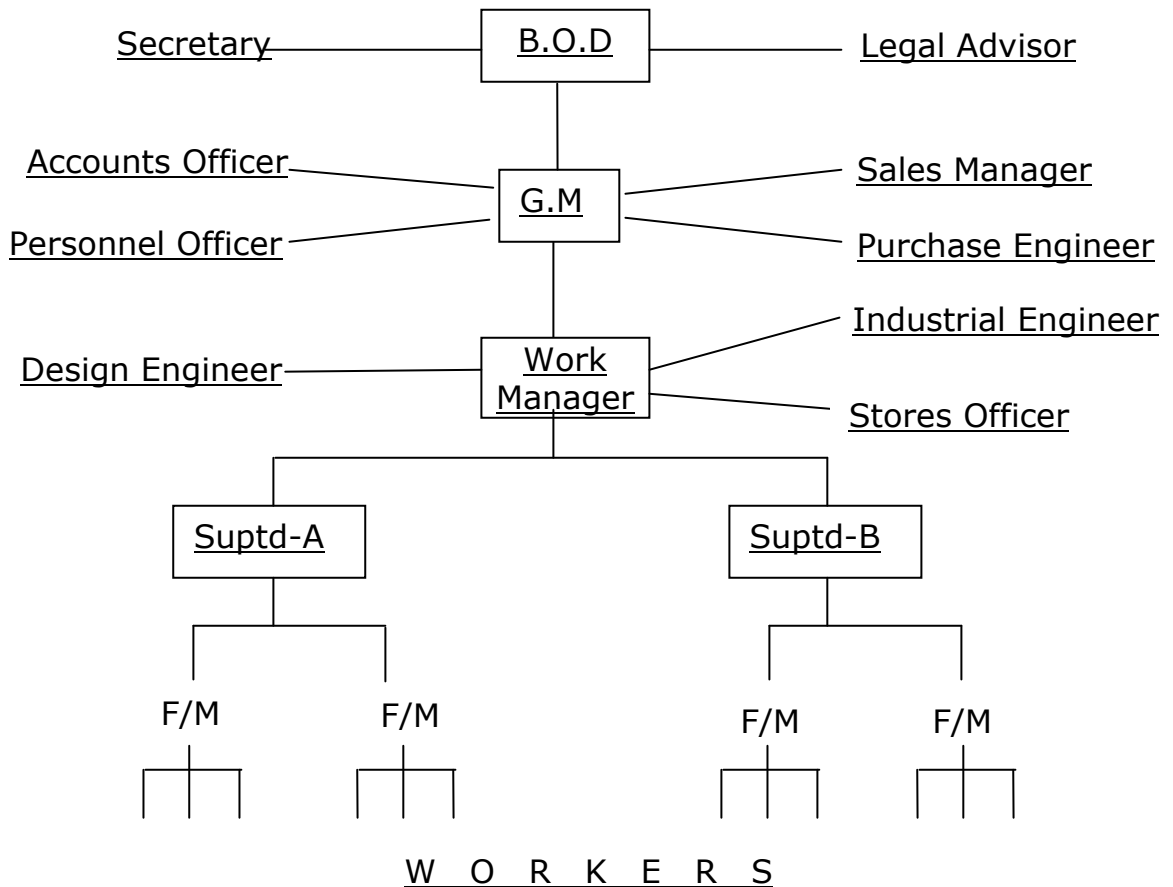 Secretary
B.O.D
Legal Advisor
Accounts Officer
Sales Manager
G.M
Personnel Officer
Purchase Engineer
Industrial Engineer
Design Engineer
Work
Manager
Stores Officer
Suptd-A
Suptd-B
F/M
F/M
F/M
F/M
W O R K E R S